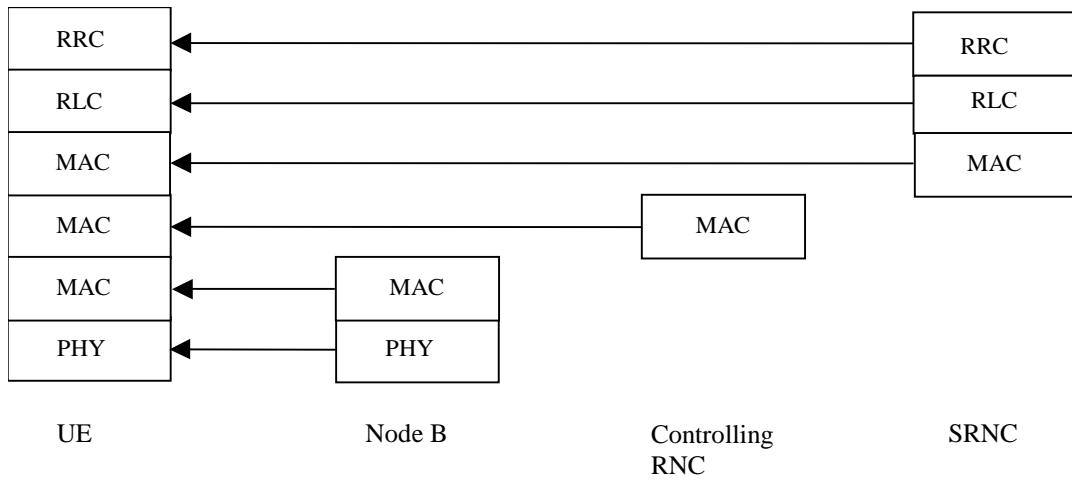 RRC
RRC
RLC
RLC
MAC
MAC
MAC
MAC
MAC
MAC
PHY
PHY
UE
Node B
Controlling
RNC
SRNC